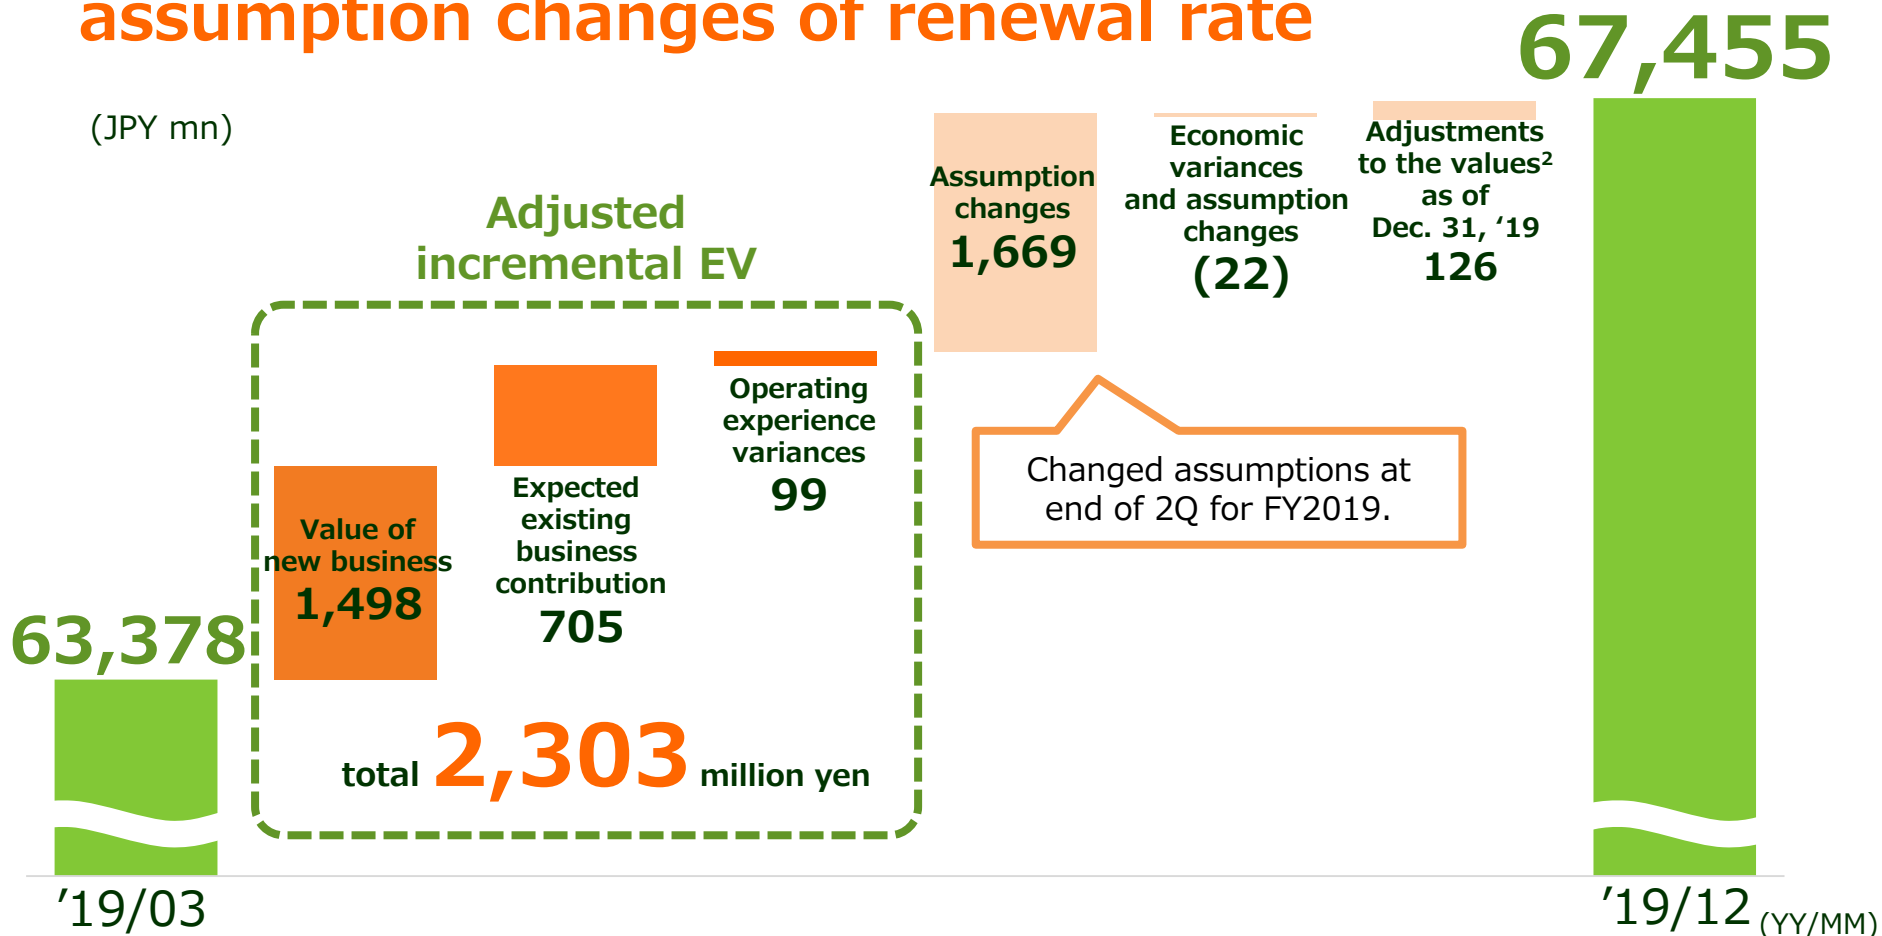 assumption changes of renewal rate
67,455
(JPY mn)
Adjusted
incremental EV
Assumption
changes
1,669
Economic
variances
and assumption
changes
(22)
Adjustments
to the values²
as of
Dec. 31, ‘19
126
Operating
experience
variances
99
Expected
existing
business
contribution
705
Value of
new business
1,498
Changed assumptions at
end of 2Q for FY2019.
63,378
total 2,303 million yen
’19/03
’19/12 (YY/MM)